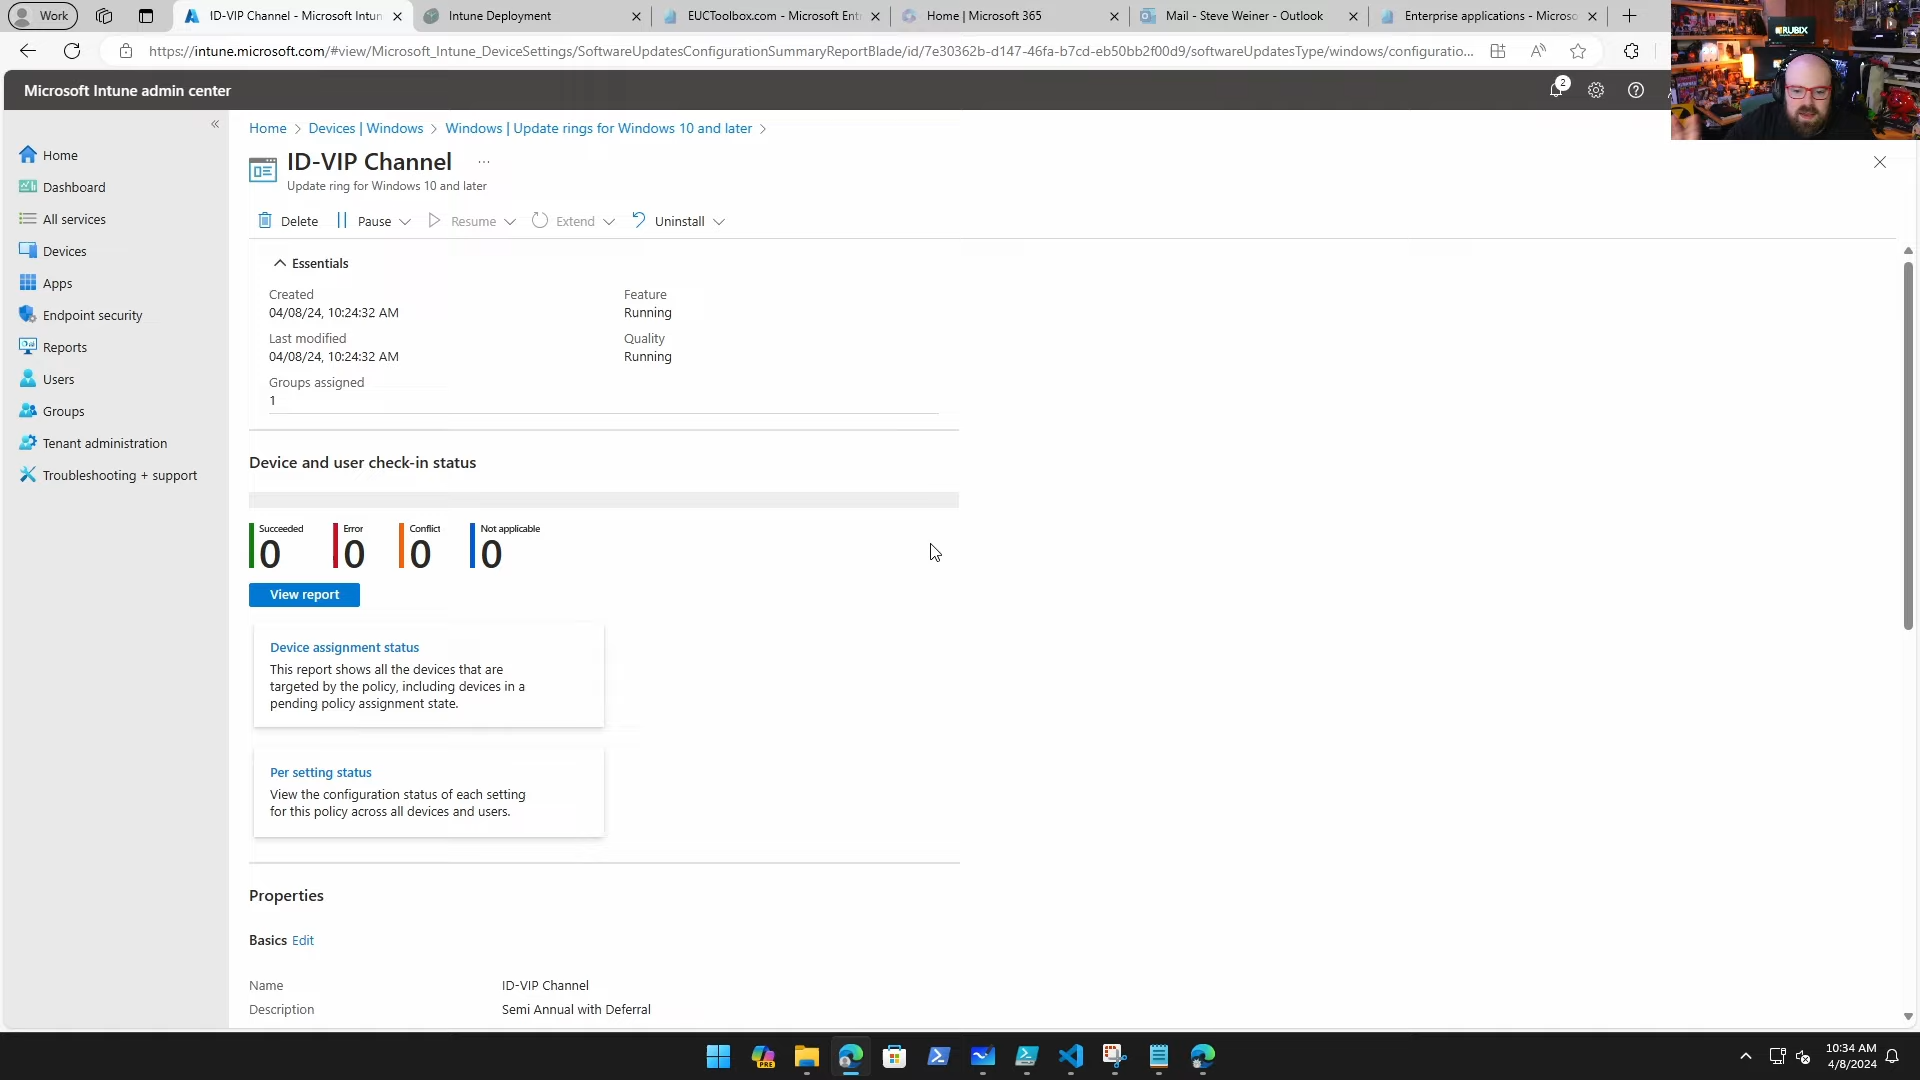 Work
ID-VIP Channel - Microsoft Intun
Intune Deployment
EUCToolbox.com - Microsoft Ent
Home | Microsoft 365
Mail - Steve Weiner - Outlook
Enterprise applications - Microso
https://intune.microsoft.com/#view/Microsoft_Intune_DeviceSettings/SoftwareUpdatesConfigurationSummaryReportBlade/id/7e30362b-d147-46fa-b7cd-eb50bb2f00d9/softwareUpdatesType/windows/configuratio...
RUBIX
Microsoft Intune admin center
2
Home > Devices | Windows > Windows | Update rings for Windows 10 and later >
ID-VIP Channel ...
Update ring for Windows 10 and later
Delete Pause Resume Extend Uninstall
Home
Dashboard
All services
Devices
Apps
Endpoint security
Reports
Users
Groups
Tenant administration
Troubleshooting + support
Essentials
Created
04/08/24, 10:24:32 AM
Feature
Running
Last modified
04/08/24, 10:24:32 AM
Quality
Running
Groups assigned
1
Device and user check-in status
Succeeded
0
Error
0
Conflict
0
Not applicable
0
View report
Device assignment status
This report shows all the devices that are
targeted by the policy, including devices in a
pending policy assignment state.
Per setting status
View the configuration status of each setting
for this policy across all devices and users.
Properties
Basics Edit
Name ID-VIP Channel
Description Semi Annual with Deferral
PRE
10:34 AM
4/8/2024